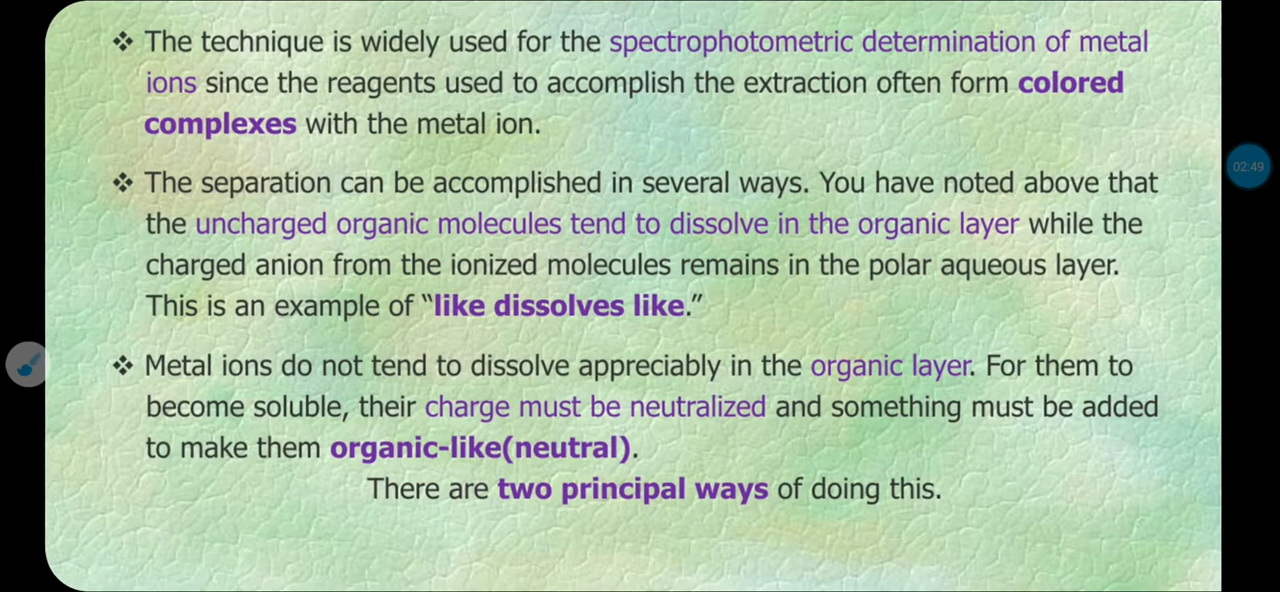 ❖ The technique is widely used for the spectrophotometric determination of metal
ions since the reagents used to accomplish the extraction often form colored
complexes with the metal ion.
❖ The separation can be accomplished in several ways. You have noted above that
the uncharged organic molecules tend to dissolve in the organic layer while the
charged anion from the ionized molecules remains in the polar aqueous layer.
This is an example of “like dissolves like.”
❖ Metal ions do not tend to dissolve appreciably in the organic layer. For them to
become soluble, their charge must be neutralized and something must be added
to make them organic-like(neutral).
There are two principal ways of doing this.
02:49